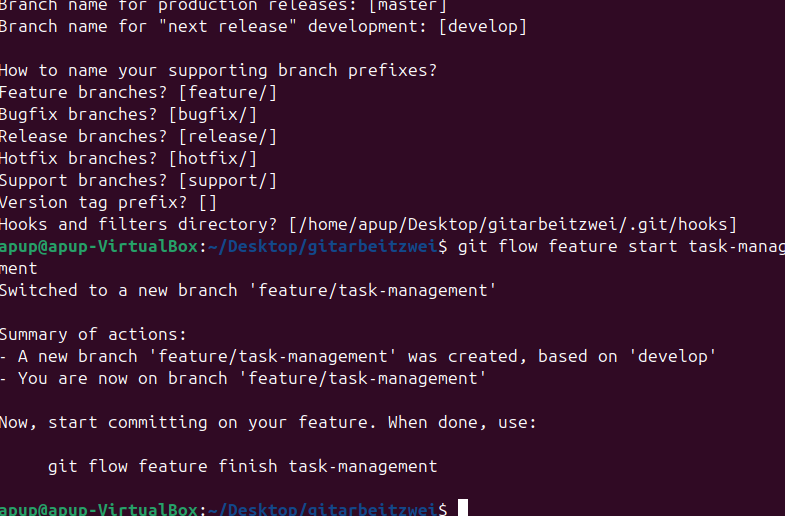 Branch name for production releases: [master]
Branch name for "next release" development: [develop]
How to name your supporting branch prefixes?
Feature branches? [feature/]
Bugfix branches? [bugfix/]
Release branches? [release/]
Hotfix branches? [hotfix/]
Support branches? [support/]
Version tag prefix? []
Hooks and filters directory? [/home/apup/Desktop/gitarbeitzwei/.git/hooks]
apup@apup-VirtualBox:~/Desktop/gitarbeitzwei$ git flow feature start task-manag
ment
Switched to a new branch 'feature/task-management'
Summary of actions:
- A new branch 'feature/task-management' was created, based on 'develop'
- You are now on branch 'feature/task-management'
Now, start committing on your feature. When done, use:
git flow feature finish task-management
apup@apup-VirtualBox:~/Desktop/gitarbeitzwei$